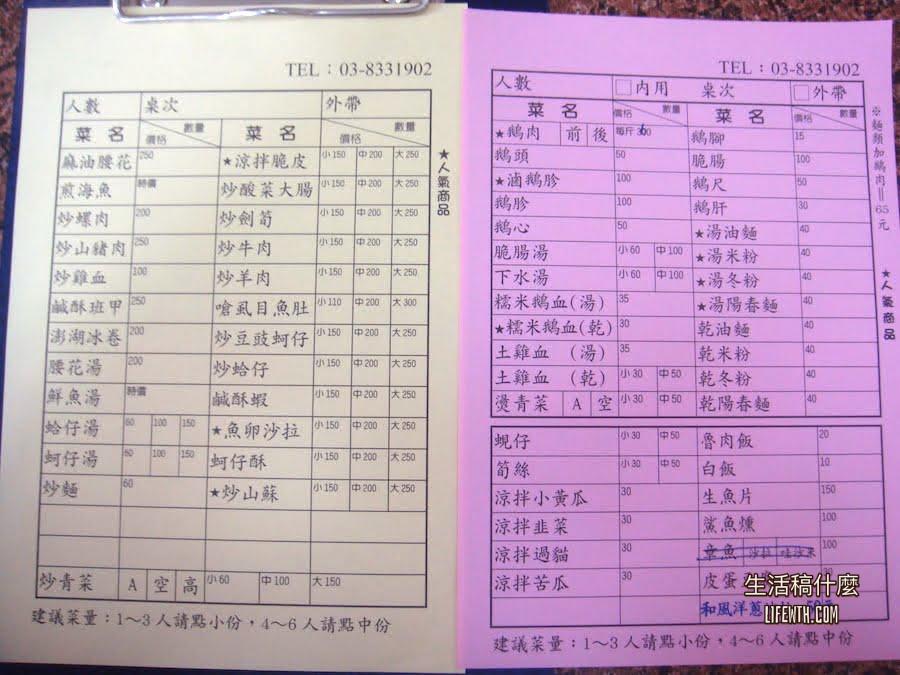 TEL：03-8331902
人數 桌次 外帶
菜名 價格 數量 菜名 價格 數量
麻油腰花 250 ★涼拌脆皮 小150 中200 大250
煎海魚 時價 炒酸菜大腸 小150 中200 大250
炒螺肉 200 炒劍筍 小150 中200 大250
炒山豬肉 250 炒牛肉 小150 中200 大250
炒雞血 100 炒羊肉 小150 中200 大250
鹹酥班甲 250 嗆虱目魚肚 小110 中200 大300
澎湖冰卷 200 炒豆豉蚵仔 小150 中200 大250
腰花湯 200 炒蛤仔 小150 中200 大250
鮮魚湯 時價 鹹酥蝦 小150 中200 大250
蛤仔湯 60 100 150 ★魚卵沙拉 小150 中200 大250
蚵仔湯 60 100 150 蚵仔酥 小150 中200 大250
炒麵 60 ★炒山蘇 小150 中200 大250
炒青菜 A 空 高 小60 中100 大150
建議菜量：1～3人請點小份，4～6人請點中份
★人氣商品
TEL：03-8331902
人數 內用 桌次 外帶
菜名 價格 數量 菜名 價格 數量
★鵝肉 前 後 每斤 鵝腳 15
鵝頭 50 脆腸 100
★滷鵝胗 100 鵝尺 50
鵝胗 100 鵝肝 30
鵝心 50 ★湯油麵 40
脆腸湯 小60 中100 ★湯米粉 40
下水湯 小60 中100 ★湯冬粉 40
糯米鵝血(湯) 35 ★湯陽春麵 40
★糯米鵝血(乾) 30 乾油麵 40
土雞血 (湯) 35 乾米粉 40
土雞血 (乾) 小30 中50 乾冬粉 40
燙青菜 A 空 小30 中50 乾陽春麵 40
蜆仔 小30 中50 魯肉飯 20
筍絲 小30 中50 白飯 10
涼拌小黃瓜 30 生魚片 150
涼拌韭菜 30 鯊魚燻 100
涼拌過貓 30 章魚 沙拉 100
涼拌苦瓜 30 皮蛋
和風洋蔥
建議菜量：1～3人請點小份，4～6人請點中份
※麵類加鵝肉＝65元
★人氣商品
生活稿什麼
LIFEWTK.COM